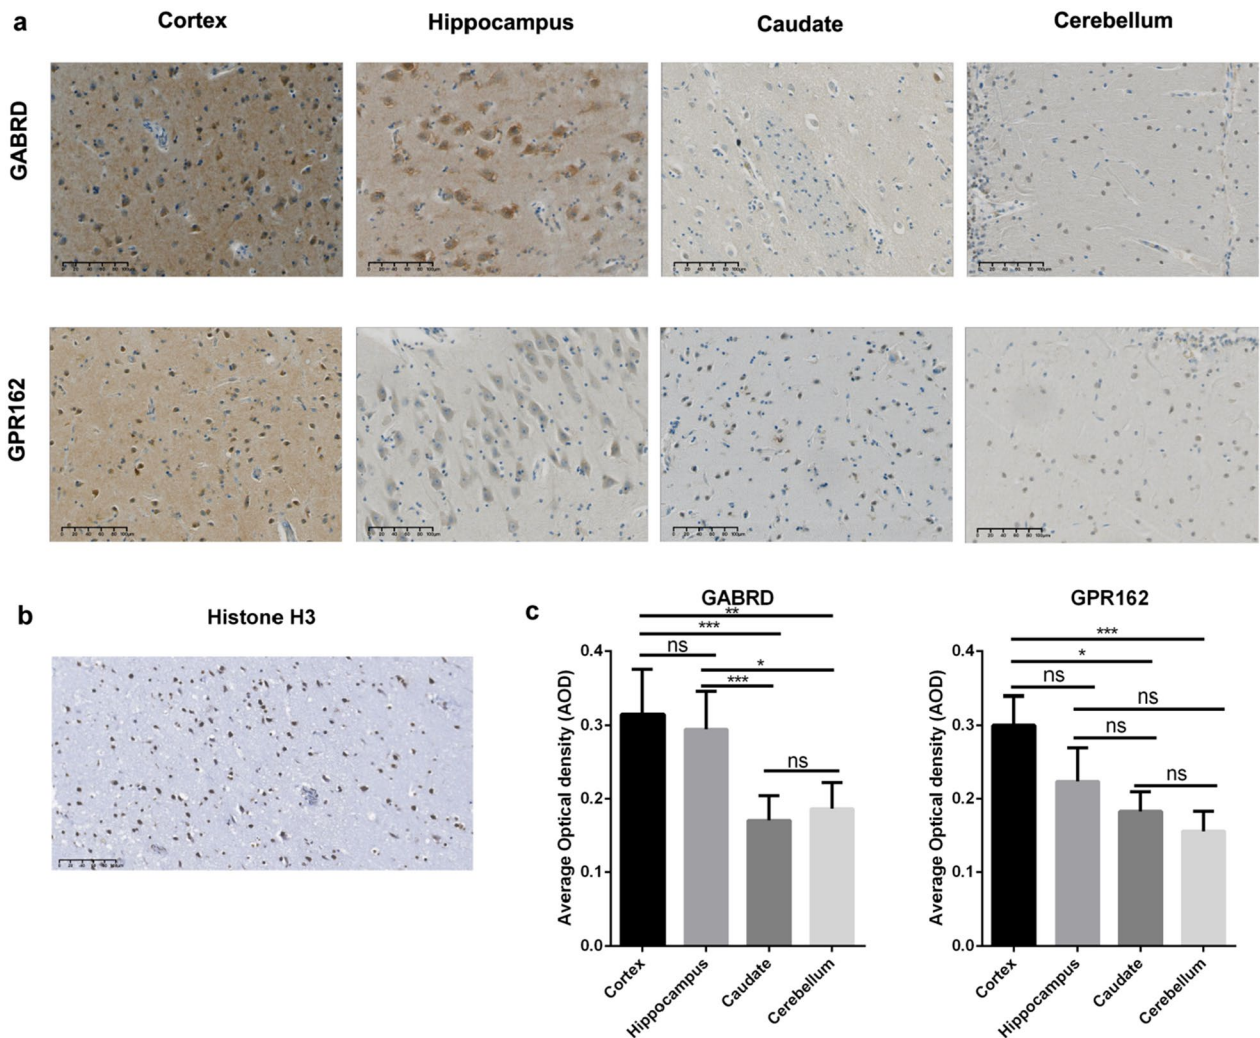 a
Cortex
Hippocampus
Caudate
Cerebellum
GABRD
GPR162
b
Histone H3
c
GABRD
**
***
ns
*
***
ns
0.4
0.3
0.2
0.1
0.0
Average Optical density (AOD)
Cortex
Hippocampus
Caudate
Cerebellum
GPR162
***
*
ns
ns
ns
ns
0.4
0.3
0.2
0.1
0.0
Average Optical density (AOD)
Cortex
Hippocampus
Caudate
Cerebellum